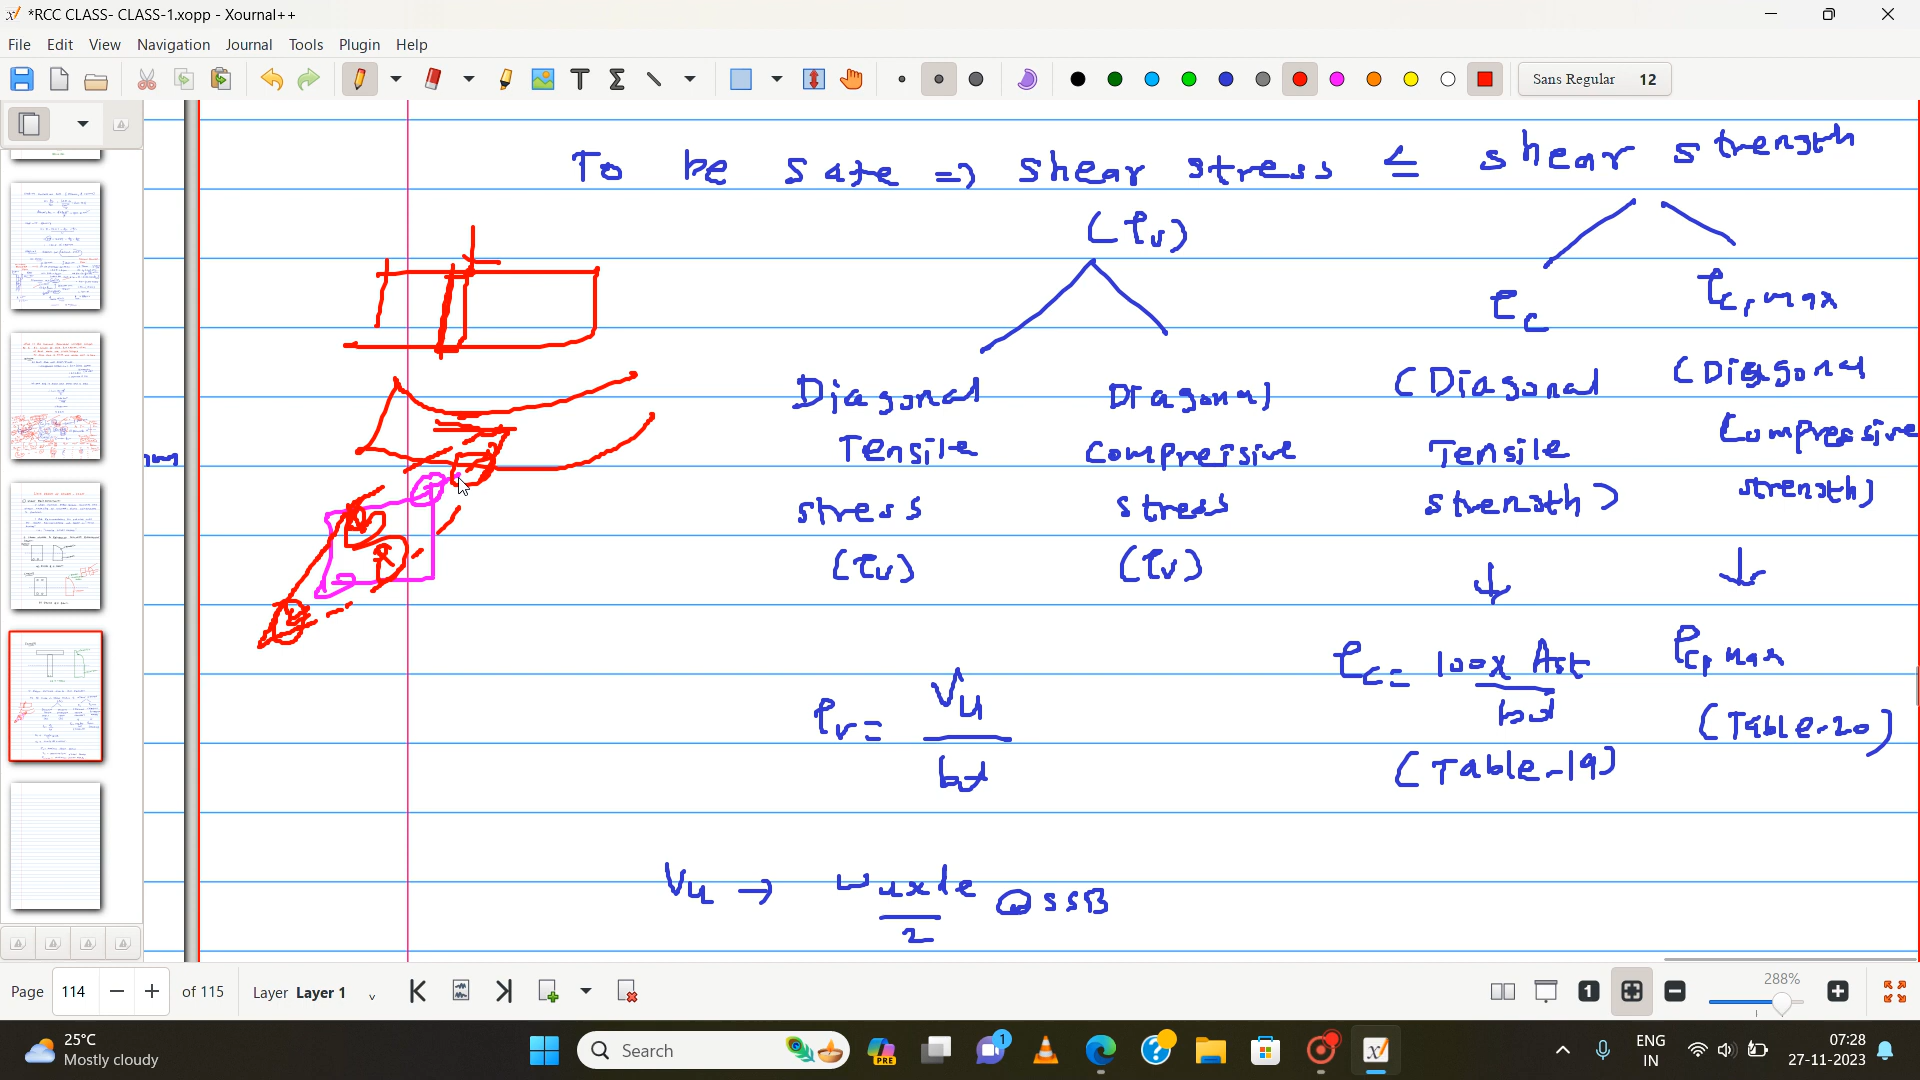 *RCC CLASS- CLASS-1.xopp - Xournal++
File Edit View Navigation Journal Tools Plugin Help
Sans Regular 12
To be Safe => shear stress ≤ shear strength
(τv)
τc τc,max
Diagonal Diagonal (Diagonal (Diagonal
Tensile Compressive Tensile Compressive
stress stress strength) strength)
(τv) (τv)
τv = Vu/bd
τc = 100x Ast/bd τc,max
(Table-19) (Table-20)
Vu → wuxle/2 @ SSB
Page 114 of 115 Layer Layer 1
288%
25°C
Mostly cloudy
Search
PRE
1
ENG
IN
07:28
27-11-2023